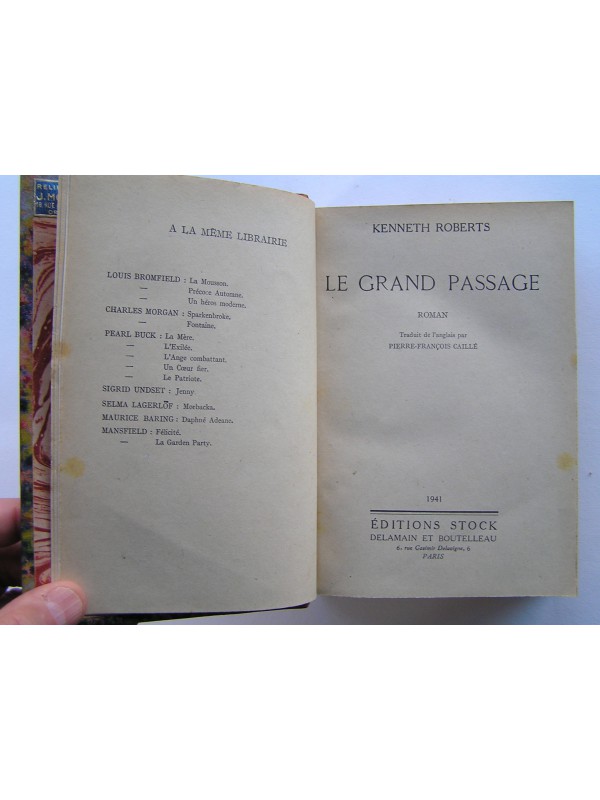 A LA MÊME LIBRAIRIE
LOUIS BROMFIELD : La Mousson.
— Précoce Automne.
— Un héros moderne.
CHARLES MORGAN : Sparkenbroke.
— Fontaine.
PEARL BUCK : La Mère.
— L'Exilée.
— L'Ange combattant.
— Un Cœur fier.
— Le Patriote.
SIGRID UNDSET : Jenny
SELMA LAGERLÖF : Morbacka.
MAURICE BARING : Daphné Adeane.
MANSFIELD : Félicité.
— La Garden Party.
KENNETH ROBERTS
LE GRAND PASSAGE
ROMAN
Traduit de l'anglais par
PIERRE-FRANÇOIS CAILLÉ
1941
ÉDITIONS STOCK
DELAMAIN ET BOUTELLEAU
6, rue Casimir Delavigne, 6
PARIS